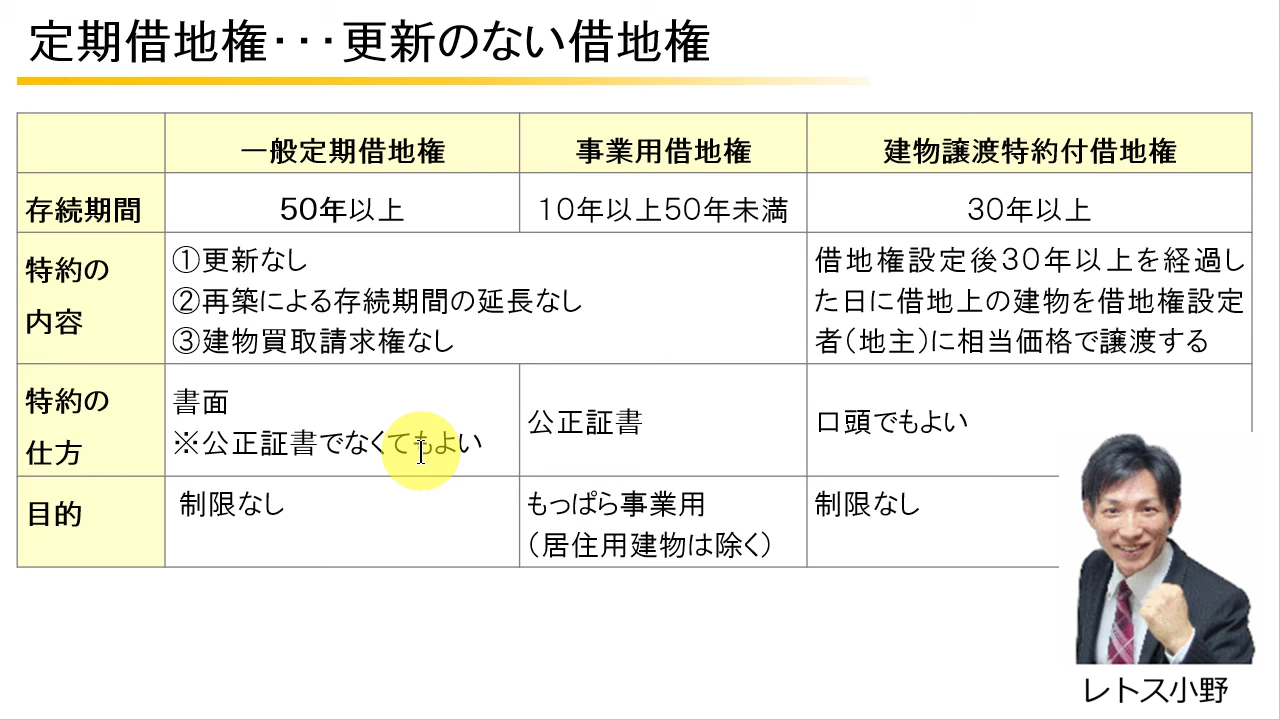 定期借地権･･･更新のない借地権
一般定期借地権
事業用借地権
建物譲渡特約付借地権
存続期間
50年以上
10年以上50年未満
30年以上
特約の
内容
①更新なし
②再築による存続期間の延長なし
③建物買取請求権なし
借地権設定後30年以上を経過し
た日に借地上の建物を借地権設定
者（地主）に相当価格で譲渡する
特約の
仕方
書面
※公正証書でなくてもよい
公正証書
口頭でもよい
目的
制限なし
もっぱら事業用
（居住用建物は除く）
制限なし
レトス小野